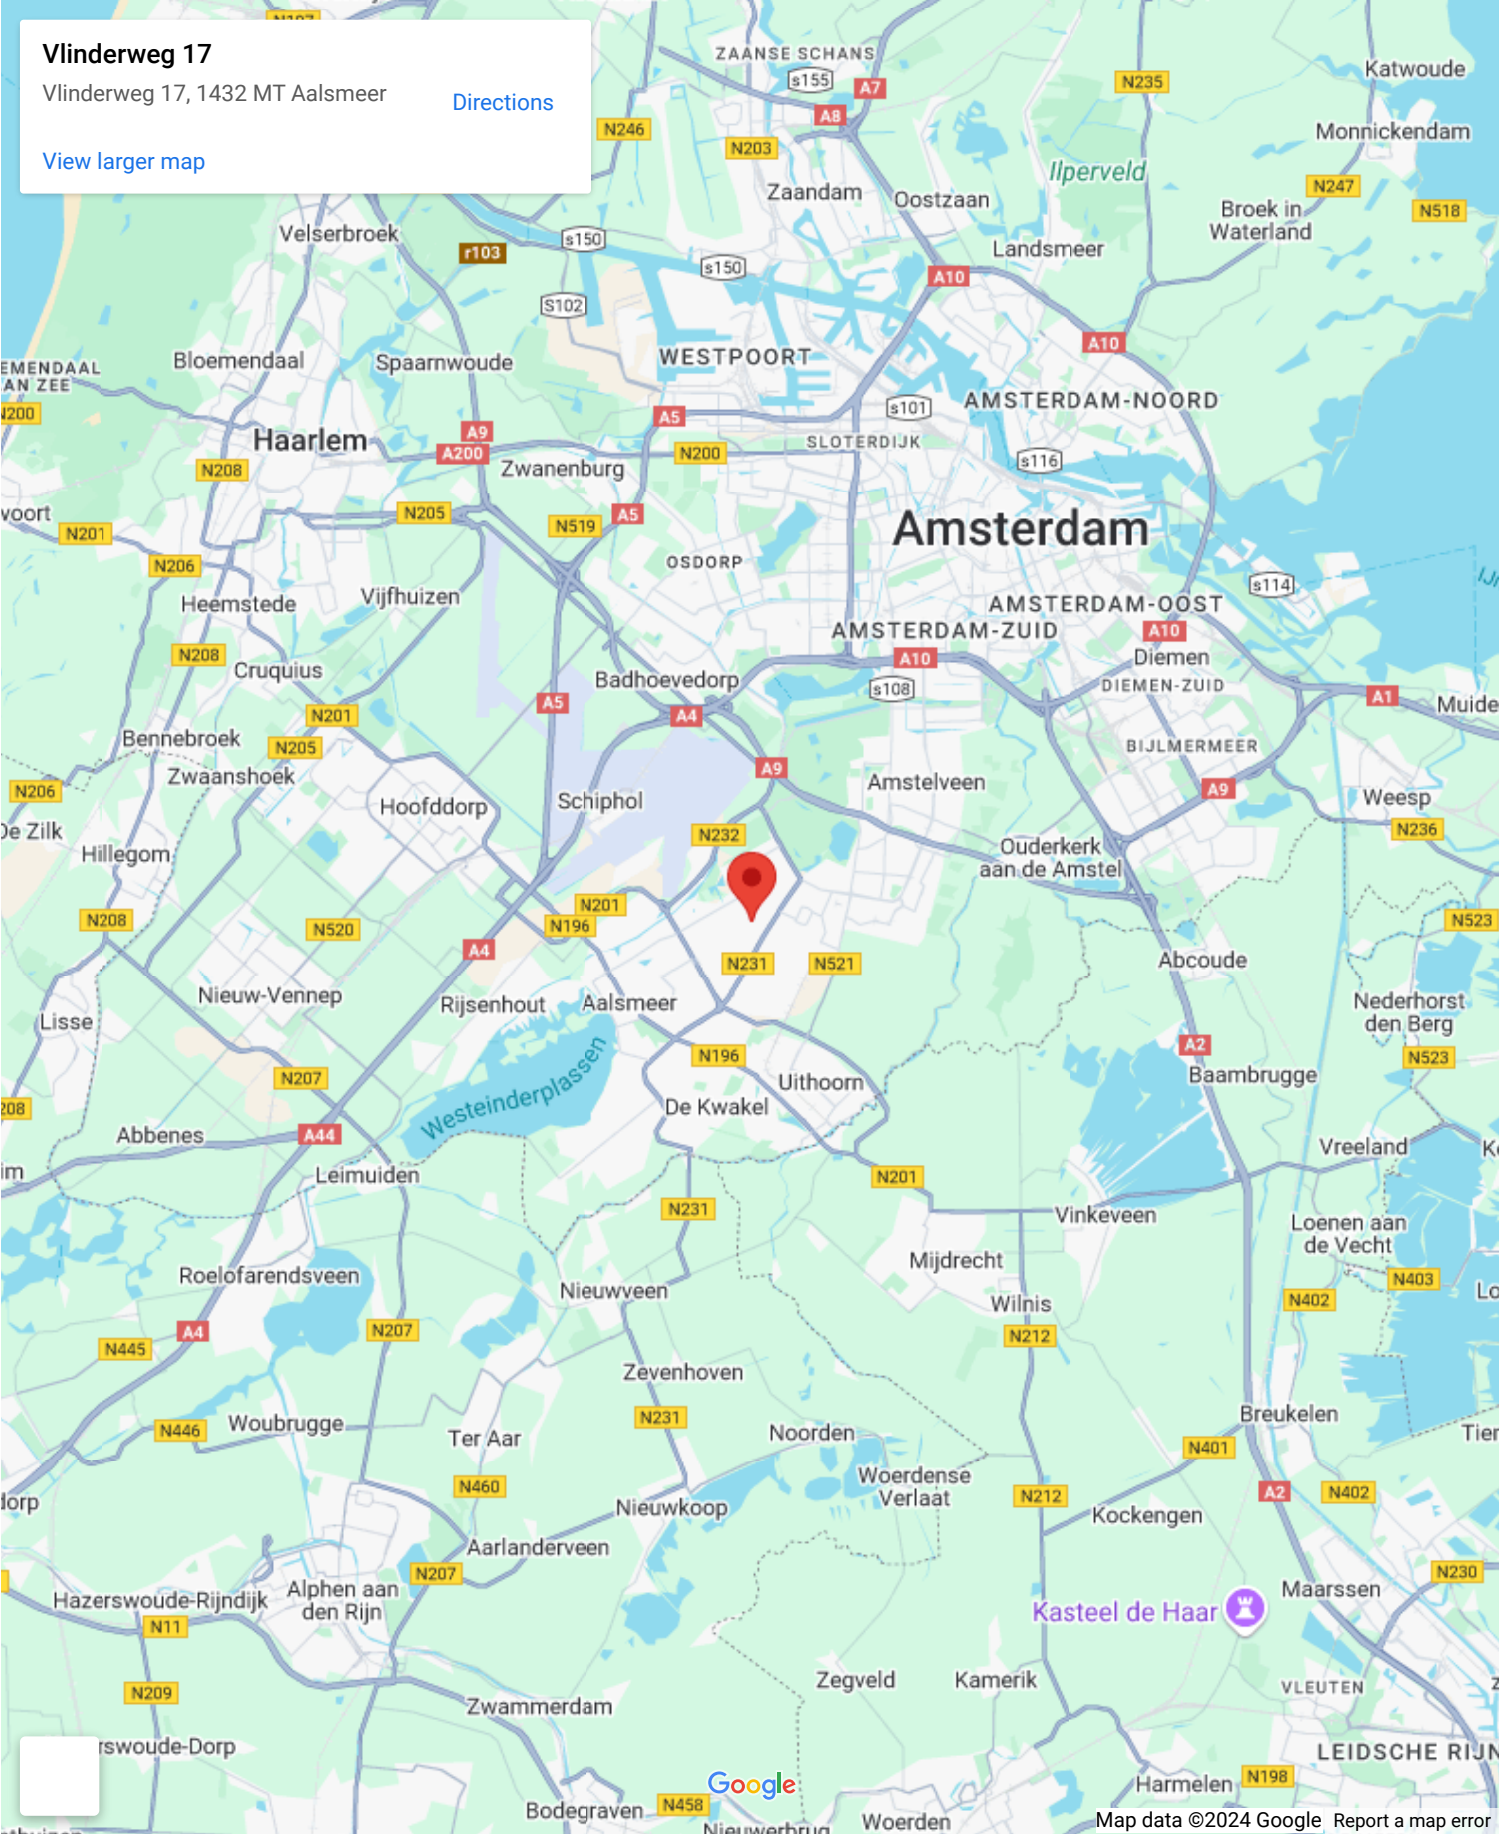 Vlinderweg 17
Vlinderweg 17, 1432 MT Aalsmeer
Directions
View larger map
ZAANSE SCHANS
s155
A7
A8
N235
Katwoude
N246
N203
Monnickendam
Ilperveld
Zaandam
Oostzaan
N247
Broek in
Waterland
N518
Velserbroek
r103
s150
s150
Landsmeer
A10
S102
Bloemendaal
Spaarnwoude
WESTPOORT
A10
EMENDAAL
AN ZEE
N200
A5
s101
AMSTERDAM-NOORD
Haarlem
A9
A200
N200
SLOTERDIJK
N208
Zwanenburg
s116
voort
N201
N205
N519
A5
Amsterdam
N206
OSDORP
s114
Heemstede
Vijfhuizen
AMSTERDAM-OOST
AMSTERDAM-ZUID
A10
N208
Cruquius
Badhoevedorp
A10
Diemen
s108
DIEMEN-ZUID
A5
A4
A1
Muide
N201
Bennebroek
N205
BIJLMERMEER
Zwaanshoek
A9
Amstelveen
N206
Hoofddorp
Schiphol
A9
Weesp
De Zilk
N232
N236
Hillegom
Ouderkerk
aan de Amstel
N208
N520
N201
N196
N523
A4
N231
N521
Abcoude
Nieuw-Vennep
Rijsenhout
Aalsmeer
Nederhorst
den Berg
Lisse
A2
N196
N523
N207
Westeinderplassen
Uithoorn
Baambrugge
De Kwakel
Abbenes
A44
Vreeland
Leimuiden
N201
N231
Vinkeveen
Loenen aan
de Vecht
Mijdrecht
Roelofarendsveen
Nieuwveen
N403
Wilnis
N402
A4
N207
N212
N445
Zevenhoven
N446
Woubrugge
N231
Breukelen
Ter Aar
Noorden
N401
Tier
N460
Woerdense
Verlaat
N212
A2
N402
Nieuwkoop
Kockengen
Aarlanderveen
N207
N230
Hazerswoude-Rijndijk
Alphen aan
den Rijn
Maarssen
N11
Kasteel de Haar
N209
Zegveld
Kamerik
VLEUTEN
Zwammerdam
rswoude-Dorp
LEIDSCHE RIJN
Google
Harmelen
N198
Bodegraven
N458
Woerden
Map data ©2024 Google
Report a map error